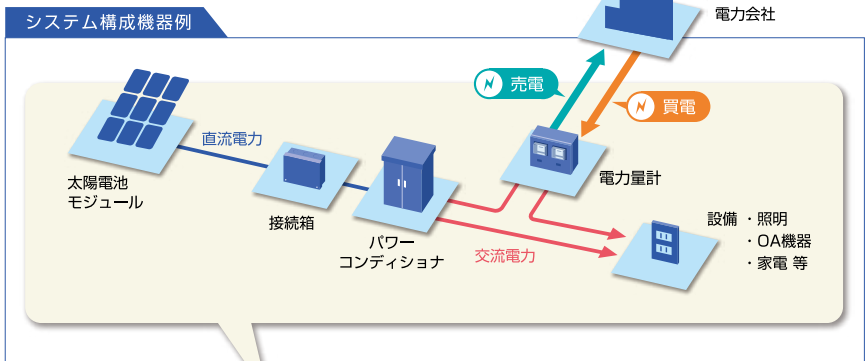 システム構成機器例
電力会社
売電
買電
直流電力
太陽電池
モジュール
接続箱
パワー
コンディショナ
電力量計
交流電力
設備 ・照明
・OA機器
・家電 等